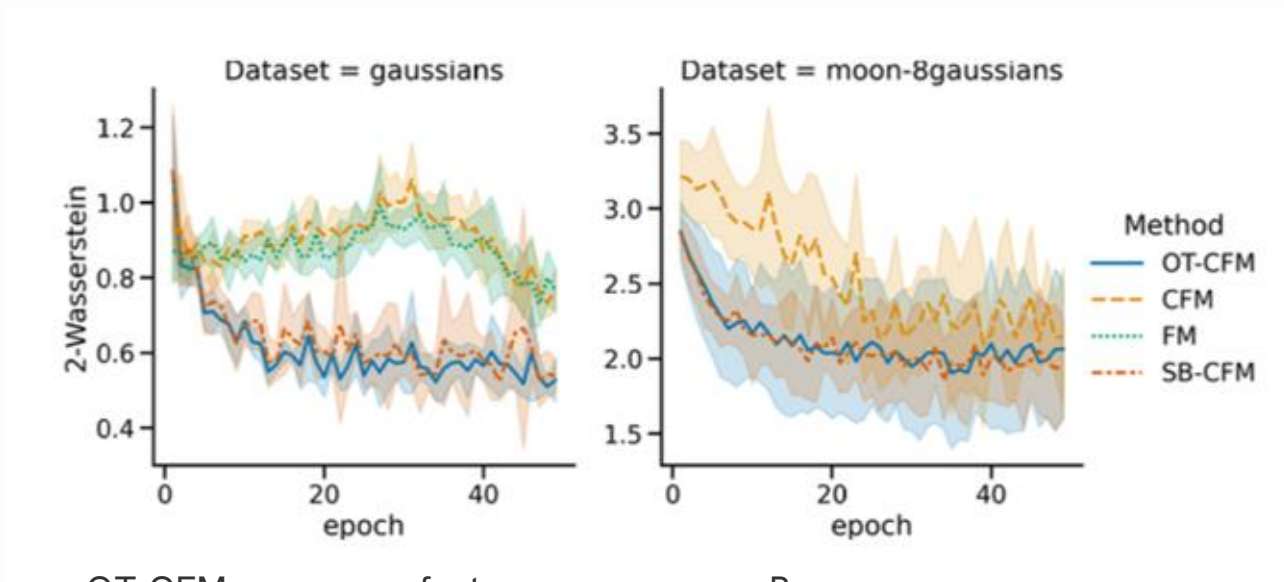 Dataset = gaussians
Dataset = moon-8gaussians
2-Wasserstein
1.2
1.0
0.8
0.6
0.4
0
20
40
epoch
3.5
3.0
2.5
2.0
1.5
0
20
40
epoch
Method
OT-CFM
CFM
FM
SB-CFM